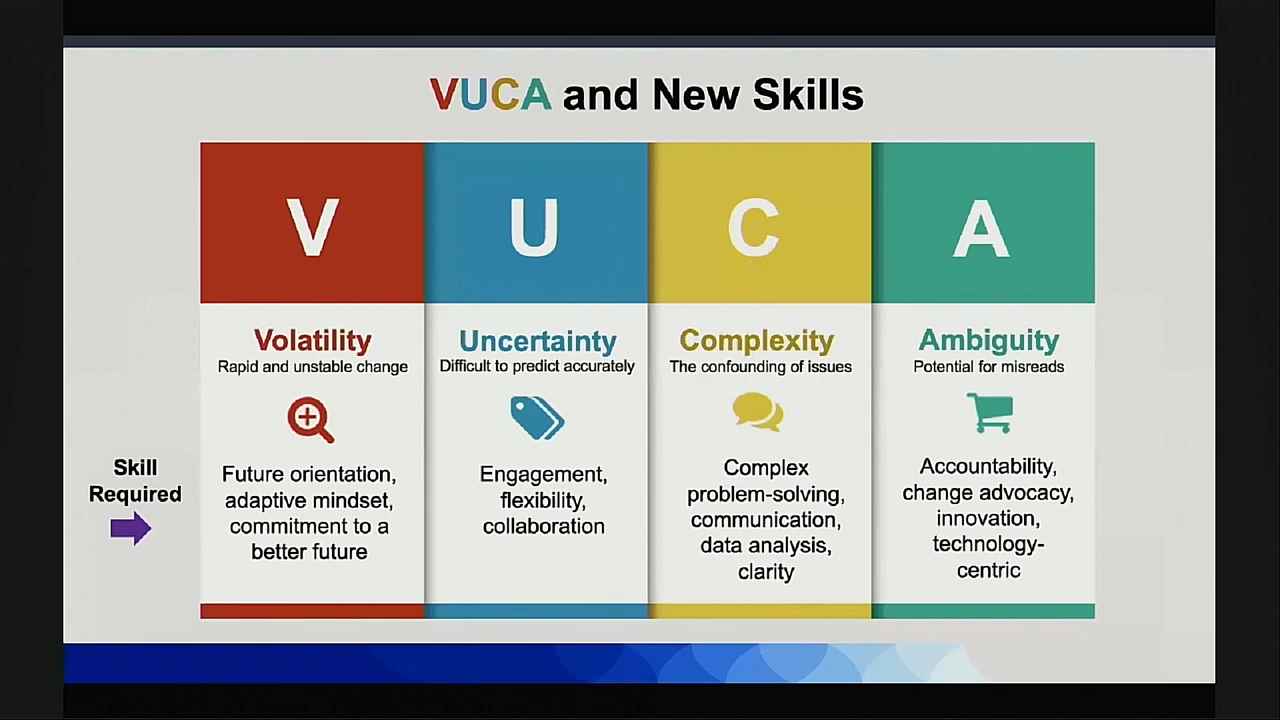 VUCA and New Skills
V
U
C
A
Volatility
Rapid and unstable change
Uncertainty
Difficult to predict accurately
Complexity
The confounding of issues
Ambiguity
Potential for misreads
Skill
Required
Future orientation,
adaptive mindset,
commitment to a
better future
Engagement,
flexibility,
collaboration
Complex
problem-solving,
communication,
data analysis,
clarity
Accountability,
change advocacy,
innovation,
technology-
centric